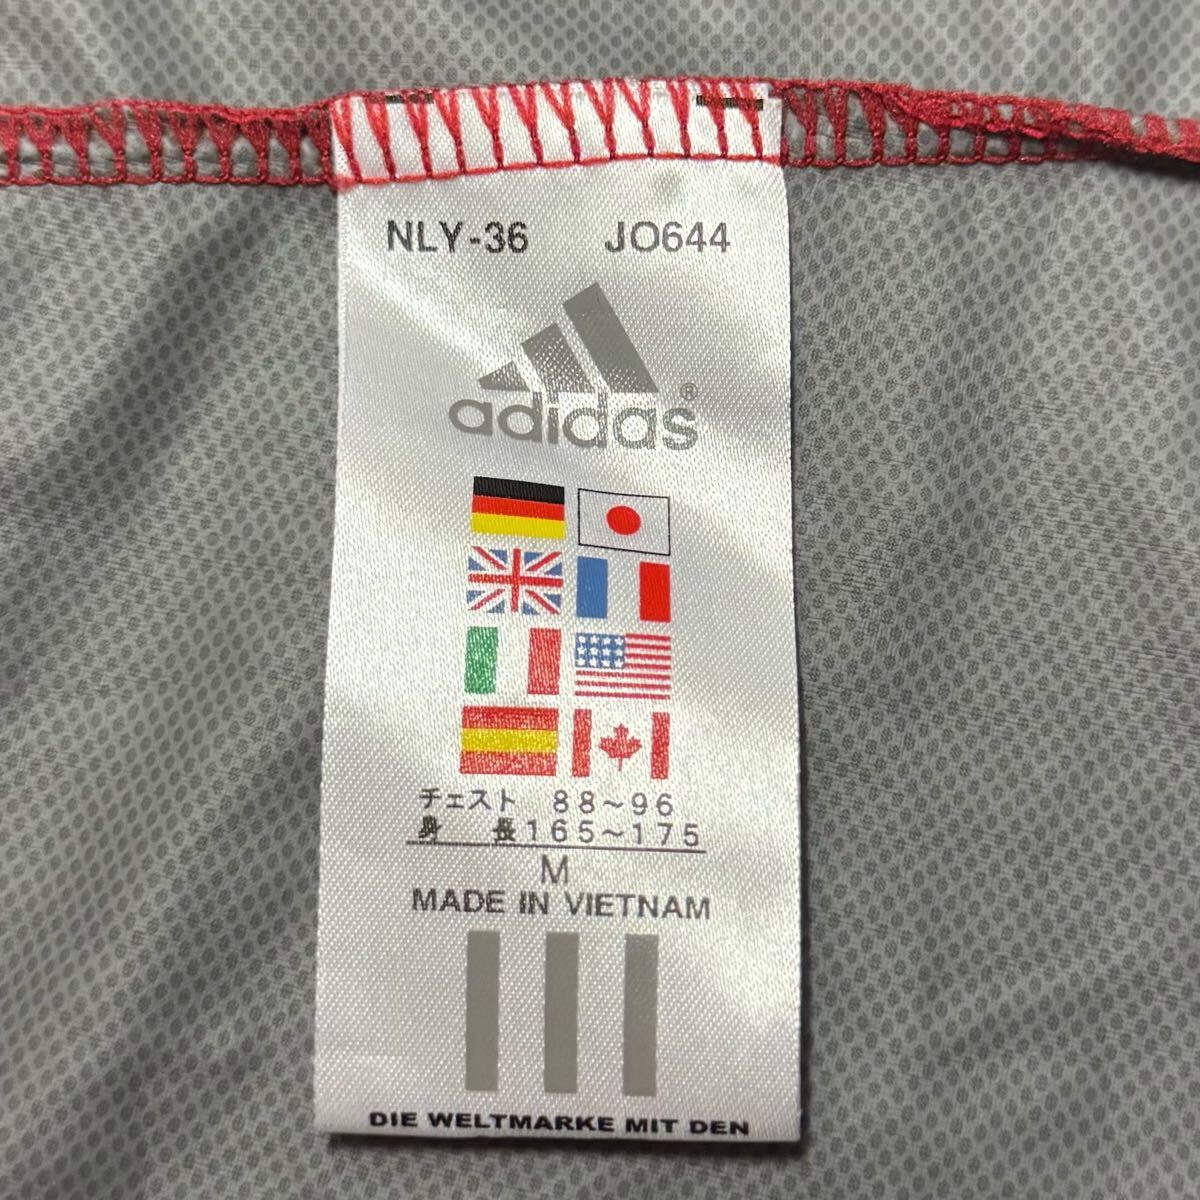 NLY-36 JO644
adidas®
チェスト 88~96
身長165~175
M
MADE IN VIETNAM
DIE WELTMARKE MIT DEN